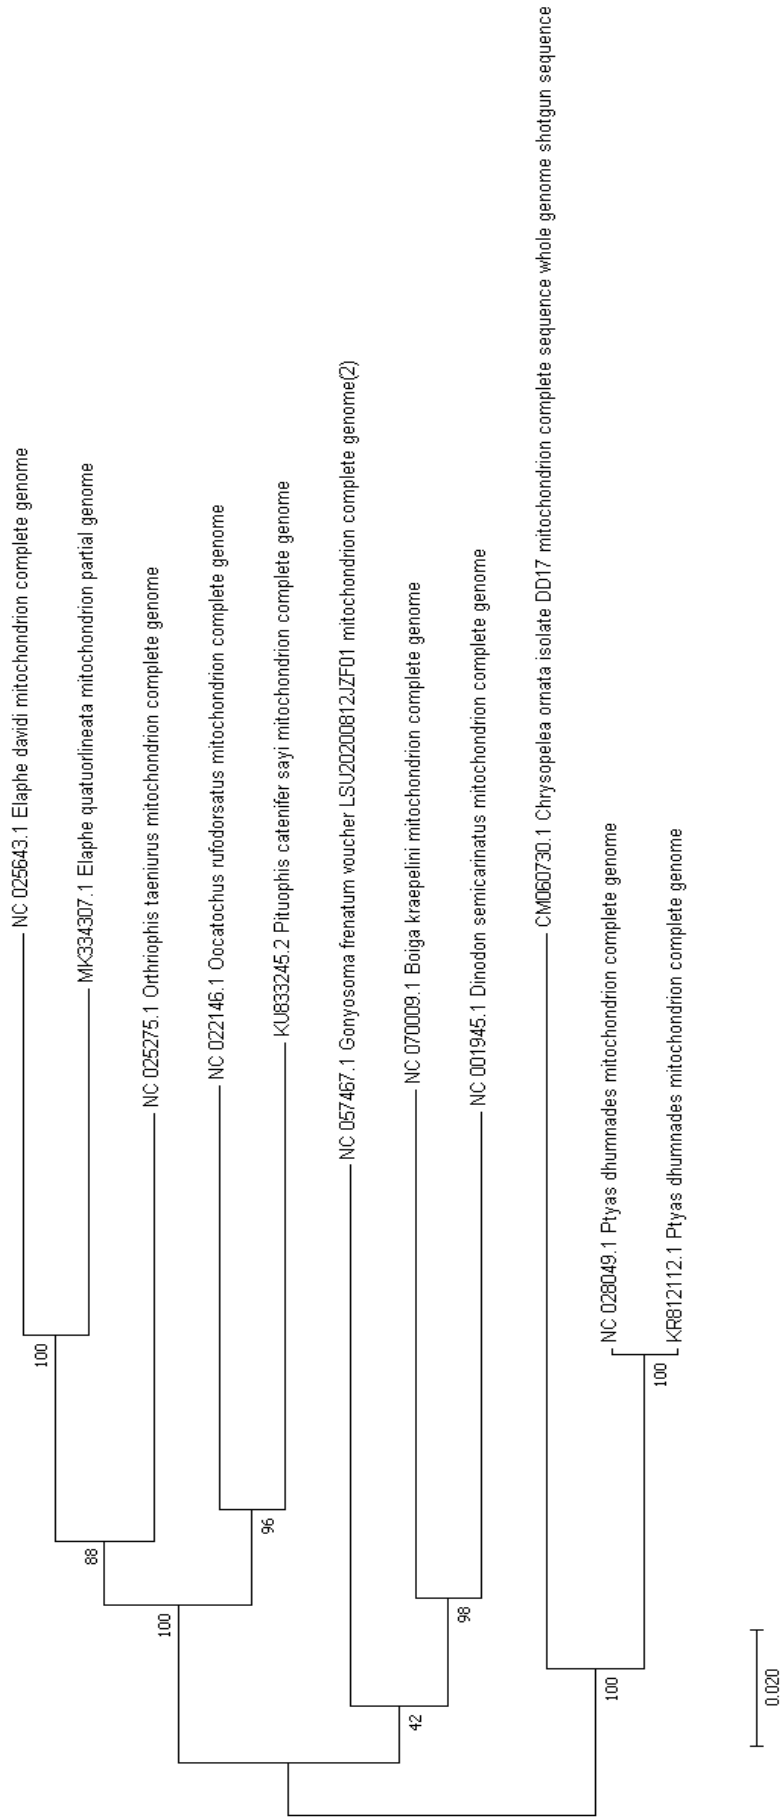 NC 025643.1 Elaphe davidi mitochondrion complete genome
MK334307.1 Elaphe quatuorlineata mitochondrion partial genome
NC 025275.1 Orthriophis taeniurus mitochondrion complete genome
NC 022146.1 Oocatochus rufodorsatus mitochondrion complete genome
KU833245.2 Pituophis catenifer sayi mitochondrion complete genome
NC 057467.1 Gonyosoma frenatum voucher LSU20200812JZF01 mitochondrion complete genome(2)
NC 070009.1 Boiga kraepelini mitochondrion complete genome
NC 001945.1 Dinodon semicarinatus mitochondrion complete genome
CM060730.1 Chrysopelea ornata isolate DD17 mitochondrion complete sequence whole genome shotgun sequence
NC 028049.1 Ptyas dhumnades mitochondrion complete genome
KR812112.1 Ptyas dhumnades mitochondrion complete genome
100
88
96
100
98
42
100
100
0.020